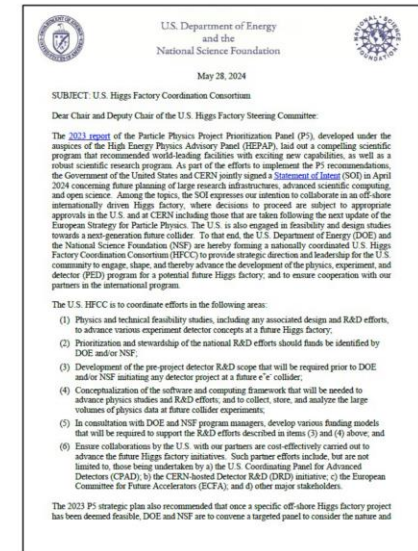 U.S. Department of Energy
and the
National Science Foundation
May 28, 2024
SUBJECT: U.S. Higgs Factory Coordination Consortium
Dear Chair and Deputy Chair of the U.S. Higgs Factory Steering Committee:
The 2023 report of the Particle Physics Project Prioritization Panel (P5), developed under the
auspices of the High Energy Physics Advisory Panel (HEPAP), laid out a compelling scientific
program that recommended world-leading facilities with exciting new capabilities, as well as a
robust scientific research program. As part of the efforts to implement the P5 recommendations,
the Government of the United States and CERN jointly signed a Statement of Intent (SOI) in April
2024 concerning future planning of large research infrastructures, advanced scientific computing,
and open science. Among the topics, the SOI expresses our intention to collaborate in an off-shore
internationally driven Higgs factory, where decisions to proceed are subject to appropriate
approvals in the U.S. and at CERN including those that are taken following the next update of the
European Strategy for Particle Physics. The U.S. is also engaged in feasibility and design studies
towards a next-generation future collider. To that end, the U.S. Department of Energy (DOE) and
the National Science Foundation (NSF) are hereby forming a nationally coordinated U.S. Higgs
Factory Coordination Consortium (HFCC) to provide strategic direction and leadership for the U.S.
community to engage, shape, and thereby advance the development of the physics, experiment, and
detector (PED) program for a potential future Higgs factory; and to ensure cooperation with our
partners in the international program.
The U.S. HFCC is to coordinate efforts in the following areas:
(1) Physics and technical feasibility studies, including any associated design and R&D efforts,
to advance various experiment detector concepts at a future Higgs factory;
(2) Prioritization and stewardship of the national R&D efforts should funds be identified by
DOE and/or NSF;
(3) Development of the pre-project detector R&D scope that will be required prior to DOE
and/or NSF initiating any detector project at a future e⁺e⁻ collider;
(4) Conceptualization of the software and computing framework that will be needed to
advance physics studies and R&D efforts; and to collect, store, and analyze the large
volumes of physics data at future collider experiments;
(5) In consultation with DOE and NSF program managers, develop various funding models
that will be required to support the R&D efforts described in items (3) and (4) above; and
(6) Ensure collaborations by the U.S. with our partners are cost-effectively carried out to
advance the future Higgs factory initiatives. Such partner efforts include, but are not
limited to, those being undertaken by a) the U.S. Coordinating Panel for Advanced
Detectors (CPAD); b) the CERN-hosted Detector R&D (DRD) initiative; c) the European
Committee for Future Accelerators (ECFA); and d) other major stakeholders.
The 2023 P5 strategic plan also recommended that once a specific off-shore Higgs factory project
has been deemed feasible, DOE and NSF are to convene a targeted panel to consider the nature and